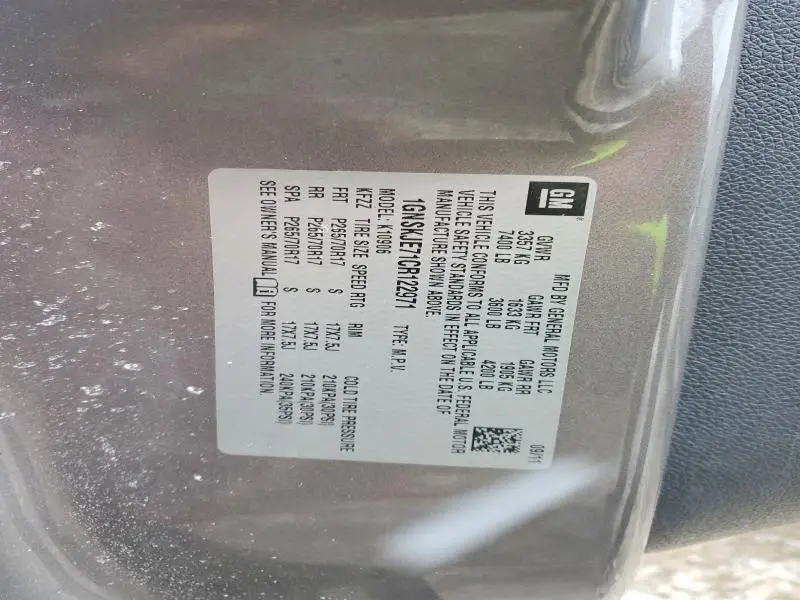 GM
MFD BY GENERAL MOTORS LLC 09/11
GVWR GAWR FRT GAWR RR
3357 KG 1633 KG 1905 KG
7400 LB 3600 LB 4200 LB
THIS VEHICLE CONFORMS TO ALL APPLICABLE U.S. FEDERAL MOTOR
VEHICLE SAFETY STANDARDS IN EFFECT ON THE DATE OF
MANUFACTURE SHOWN ABOVE.
1GNSKJE71CR122971 TYPE: M.P.V.
MODEL: K10906
KFZZ TIRE SIZE SPEED RTG RIM COLD TIRE PRESSURE
FRT P265/70R17 S 17X7.5J 210KPA(30PSI)
RR P265/70R17 S 17X7.5J 210KPA(30PSI)
SPA P265/70R17 S 17X7.5J 240KPA(35PSI)
SEE OWNER'S MANUAL FOR MORE INFORMATION.